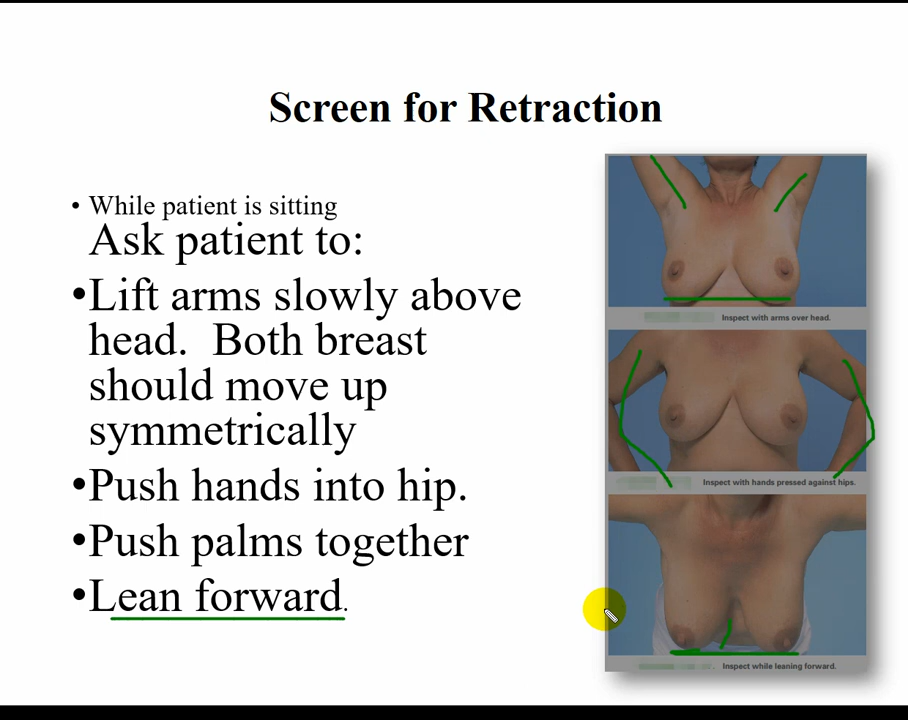 Screen for Retraction
• While patient is sitting
Ask patient to:
•Lift arms slowly above
head. Both breast
should move up
symmetrically
•Push hands into hip.
•Push palms together
•Lean forward.
Inspect with arms over head.
Inspect with hands pressed against hips.
Inspect while leaning forward.